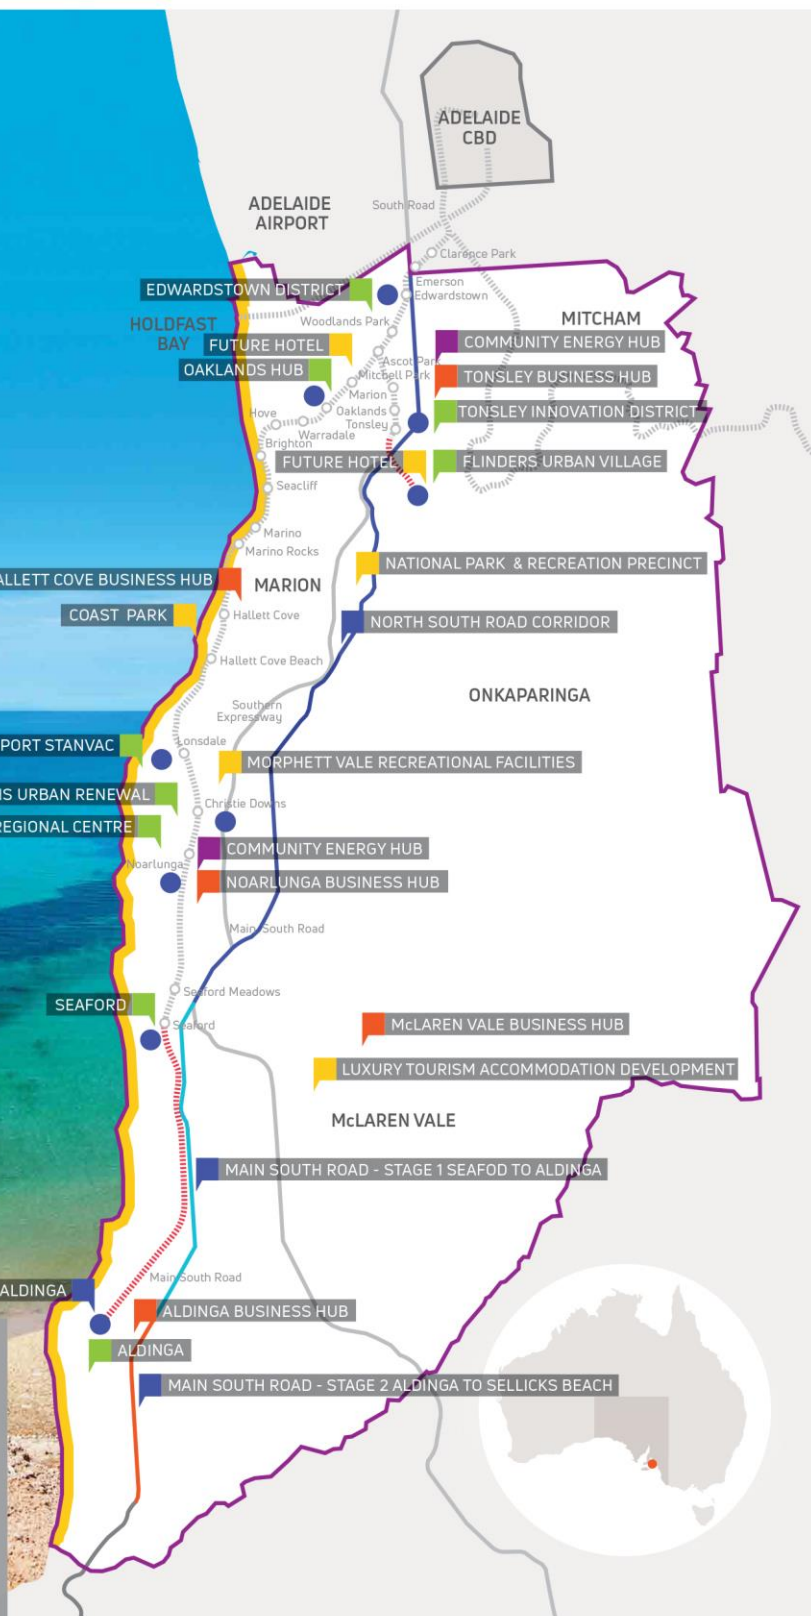 ADELAIDE
CBD
ADELAIDE
AIRPORT
South Road
Clarence Park
Emerson
EDWARDSTOWN DISTRICT
Edwardstown
HOLDFAST
BAY
Woodlands Park
MITCHAM
FUTURE HOTEL
COMMUNITY ENERGY HUB
Ascot Park
OAKLANDS HUB
Mitchell Park
TONSLEY BUSINESS HUB
Marion
Hove
Oaklands
TONSLEY INNOVATION DISTRICT
Tonsley
Warradale
Brighton
FUTURE HOTEL
FLINDERS URBAN VILLAGE
Seacliff
Marino
Marino Rocks
NATIONAL PARK & RECREATION PRECINCT
ALLETT COVE BUSINESS HUB
MARION
COAST PARK
Hallett Cove
NORTH SOUTH ROAD CORRIDOR
Hallett Cove Beach
ONKAPARINGA
Southern
Expressway
PORT STANVAC
Lonsdale
MORPHETT VALE RECREATIONAL FACILITIES
S URBAN RENEWAL
Christie Downs
REGIONAL CENTRE
COMMUNITY ENERGY HUB
Noarlunga
NOARLUNGA BUSINESS HUB
Main South Road
Seaford Meadows
SEAFORD
Seaford
McLAREN VALE BUSINESS HUB
LUXURY TOURISM ACCOMMODATION DEVELOPMENT
McLAREN VALE
MAIN SOUTH ROAD - STAGE 1 SEAFOD TO ALDINGA
Main South Road
ALDINGA
ALDINGA BUSINESS HUB
ALDINGA
MAIN SOUTH ROAD - STAGE 2 ALDINGA TO SELLICKS BEACH